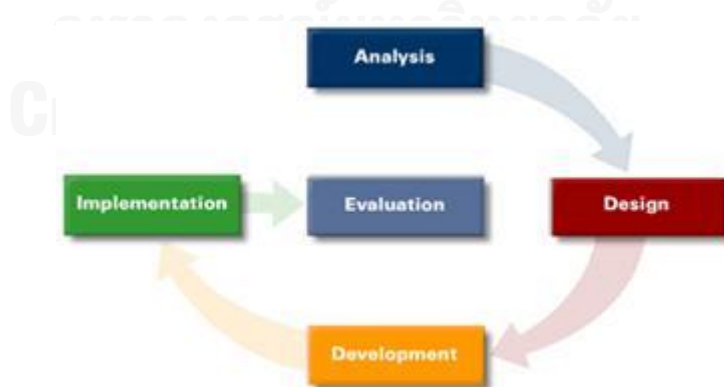 Analysis
Implementation
Evaluation
Design
Development